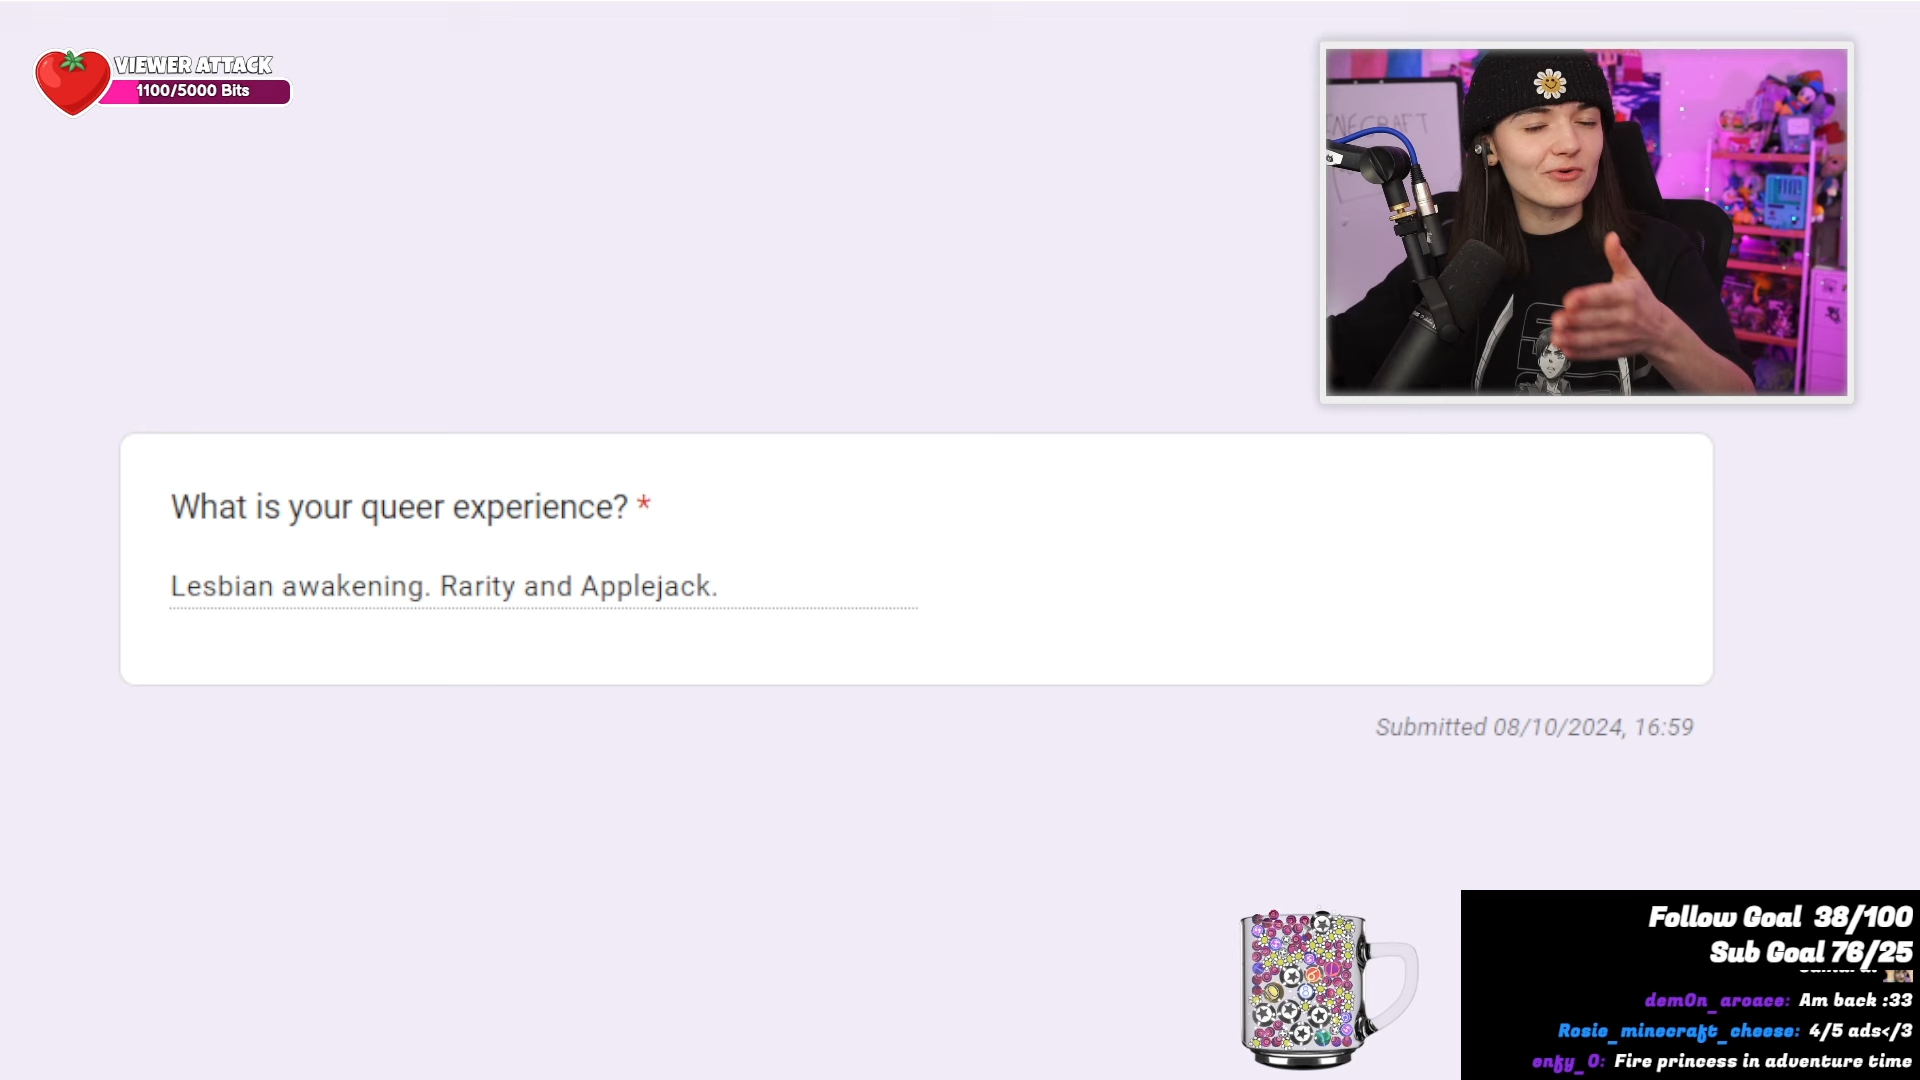 VIEWER ATTACK
1100/5000 Bits
What is your queer experience? *
Lesbian awakening. Rarity and Applejack.
Submitted 08/10/2024, 16:59
Follow Goal 38/100
Sub Goal 76/25
dem0n_aroace: Am back :33
Rosie_minecraft_cheese: 4/5 ads</3
enfy_0: Fire princess in adventure time